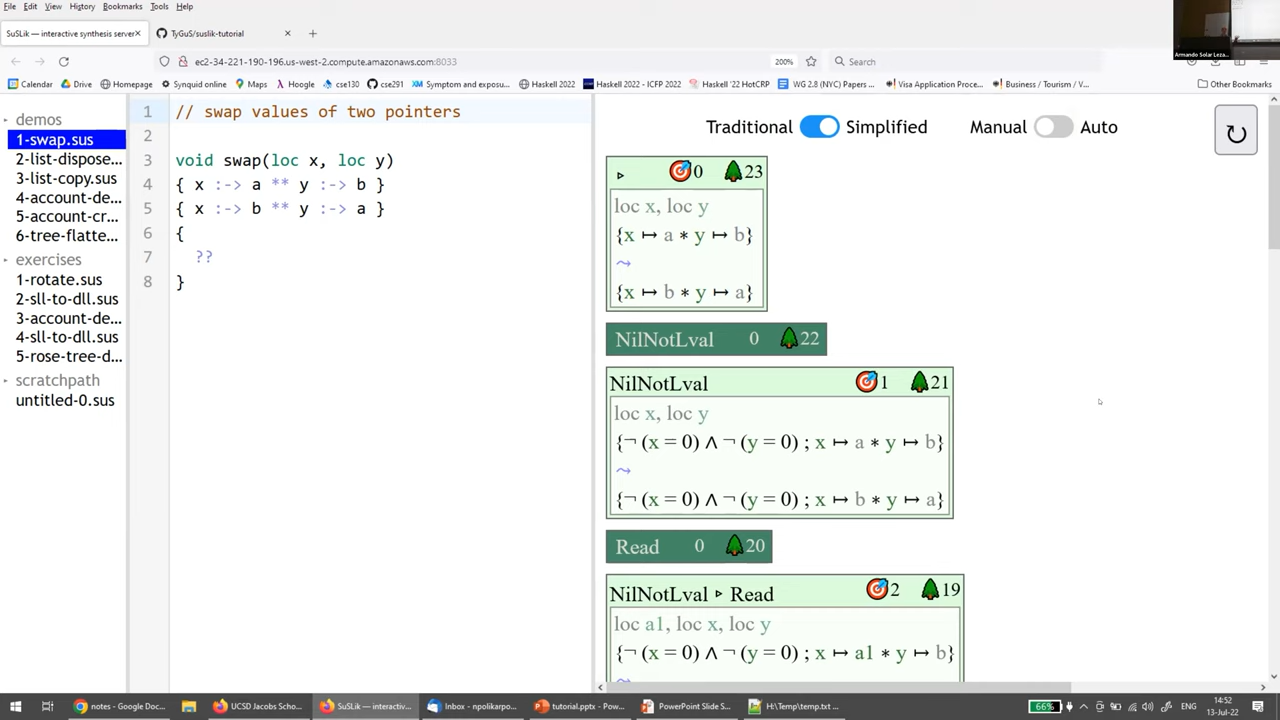 File Edit View History Bookmarks Tools Help
SuSLik — interactive synthesis server ×
TyGuS/suslik-tutorial ×
ec2-34-221-190-196.us-west-2.compute.amazonaws.com:8033
200%
Search
Calendar Drive Homepage Synquid online Maps Hoogle cse130 cse291 Symptom and exposu... Haskell 2022 Haskell 2022 - ICFP 2022 Haskell '22 HotCRP WG 2.8 (NYC) Papers ... Visa Application Proce... Business / Tourism / V... Other Bookmarks
Armando Solar Leza...
demos
1-swap.sus
2-list-dispose...
3-list-copy.sus
4-account-de...
5-account-cr...
6-tree-flatte...
exercises
1-rotate.sus
2-sll-to-dll.sus
3-account-de...
4-sll-to-dll.sus
5-rose-tree-d...
scratchpath
untitled-0.sus
1 // swap values of two pointers
2
3 void swap(loc x, loc y)
4 { x :-> a ** y :-> b }
5 { x :-> b ** y :-> a }
6 {
7 ??
8 }
Traditional Simplified Manual Auto
▹ 0 23
loc x, loc y
{x ↦ a ∗ y ↦ b}
⤳
{x ↦ b ∗ y ↦ a}
NilNotLval 0 22
NilNotLval 1 21
loc x, loc y
{¬ (x = 0) ∧ ¬ (y = 0) ; x ↦ a ∗ y ↦ b}
⤳
{¬ (x = 0) ∧ ¬ (y = 0) ; x ↦ b ∗ y ↦ a}
Read 0 20
NilNotLval ▹ Read 2 19
loc a1, loc x, loc y
{¬ (x = 0) ∧ ¬ (y = 0) ; x ↦ a1 ∗ y ↦ b}
notes - Google Doc... UCSD Jacobs Scho... SuSLik — interactiv... Inbox - npolikarpo... tutorial.pptx - Pow... PowerPoint Slide S... H:\Temp\temp.txt ...
66%
ENG
14:52
13-Jul-22